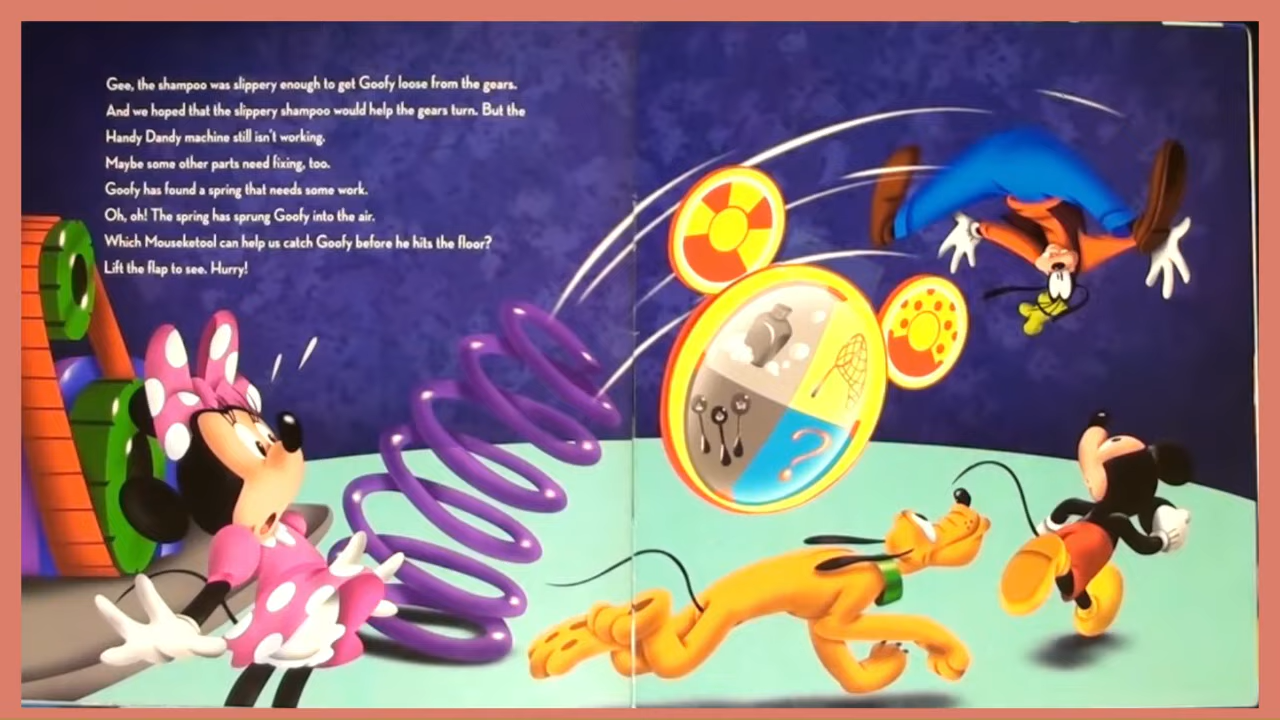 Gee, the shampoo was slippery enough to get Goofy loose from the gears.
And we hoped that the slippery shampoo would help the gears turn. But the
Handy Dandy machine still isn't working.
Maybe some other parts need fixing, too.
Goofy has found a spring that needs some work.
Oh, oh! The spring has sprung Goofy into the air.
Which Mouseketool can help us catch Goofy before he hits the floor?
Lift the flap to see. Hurry!
?